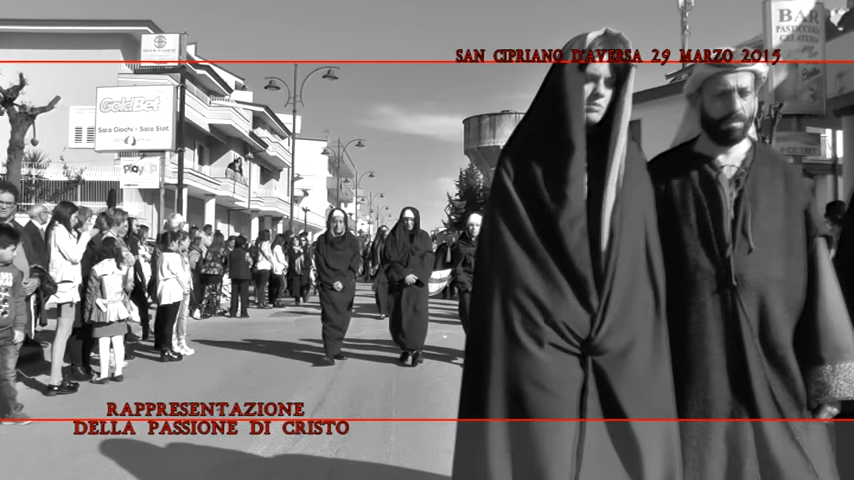 SAN CIPRIANO D'AVERSA 29 MARZO 2015
BAR
PASTICCERIA
GELATERIA
GoldBet
Sala Giochi - Sala Slot
RAPPRESENTAZIONE
DELLA PASSIONE DI CRISTO